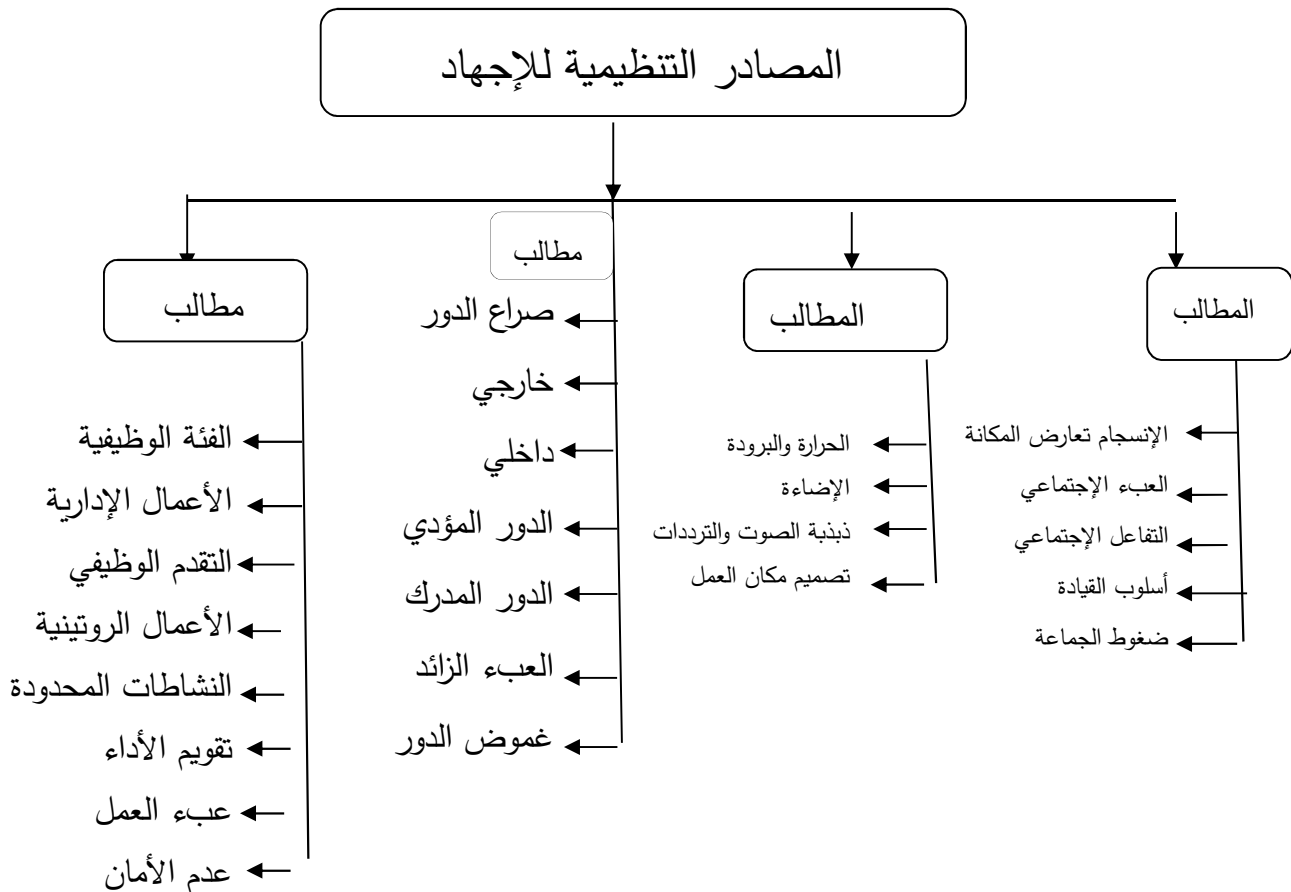 المصادر التنظيمية للإجهاد
المطالب
الإنسجام تعارض المكانة
العبء الإجتماعي
التفاعل الإجتماعي
أسلوب القيادة
ضغوط الجماعة
المطالب
الحرارة والبرودة
الإضاءة
ذبذبة الصوت والترددات
تصميم مكان العمل
مطالب
صراع الدور
خارجي
داخلي
الدور المؤدي
الدور المدرك
العبء الزائد
غموض الدور
مطالب
الفئة الوظيفية
الأعمال الإدارية
التقدم الوظيفي
الأعمال الروتينية
النشاطات المحدودة
تقويم الأداء
عبء العمل
عدم الأمان